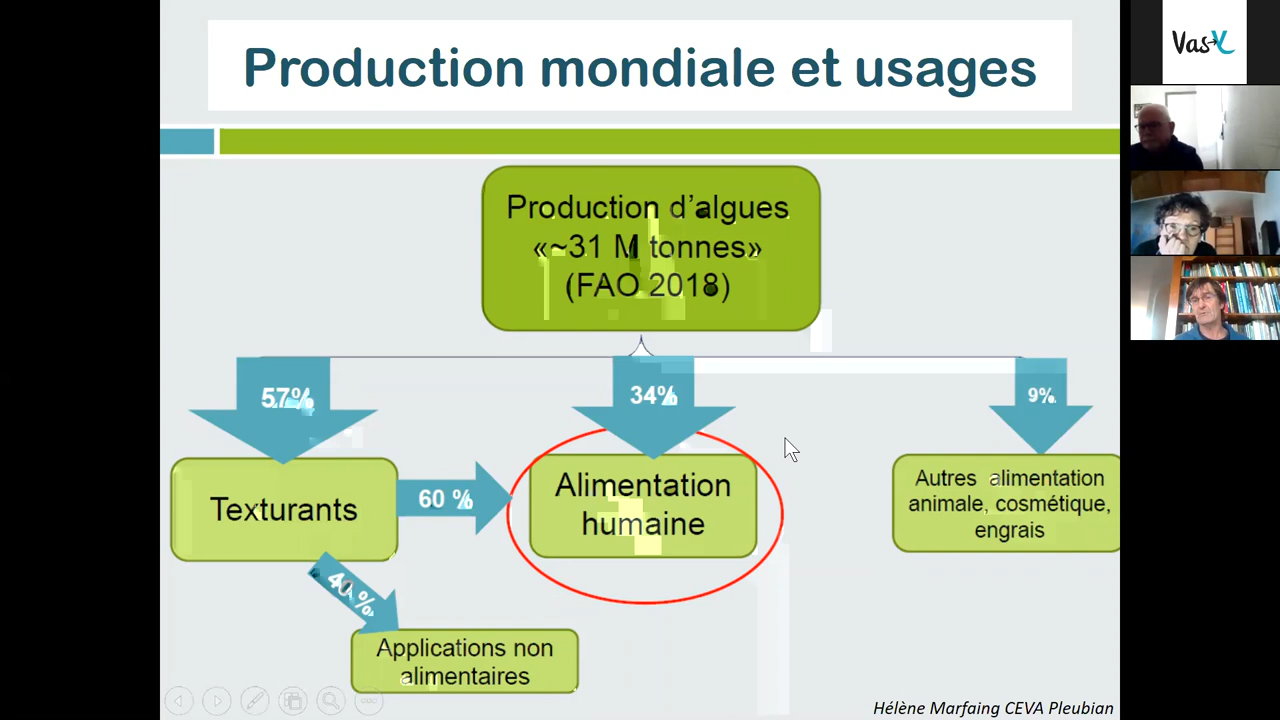 Production mondiale et usages
Production d'algues
«~31 M tonnes»
(FAO 2018)
57%
34%
9%
Texturants
60 %
Alimentation
humaine
Autres alimentation
animale, cosmétique,
engrais
40 %
Applications non
alimentaires
Hélène Marfaing CEVA Pleubian
Vas-Y